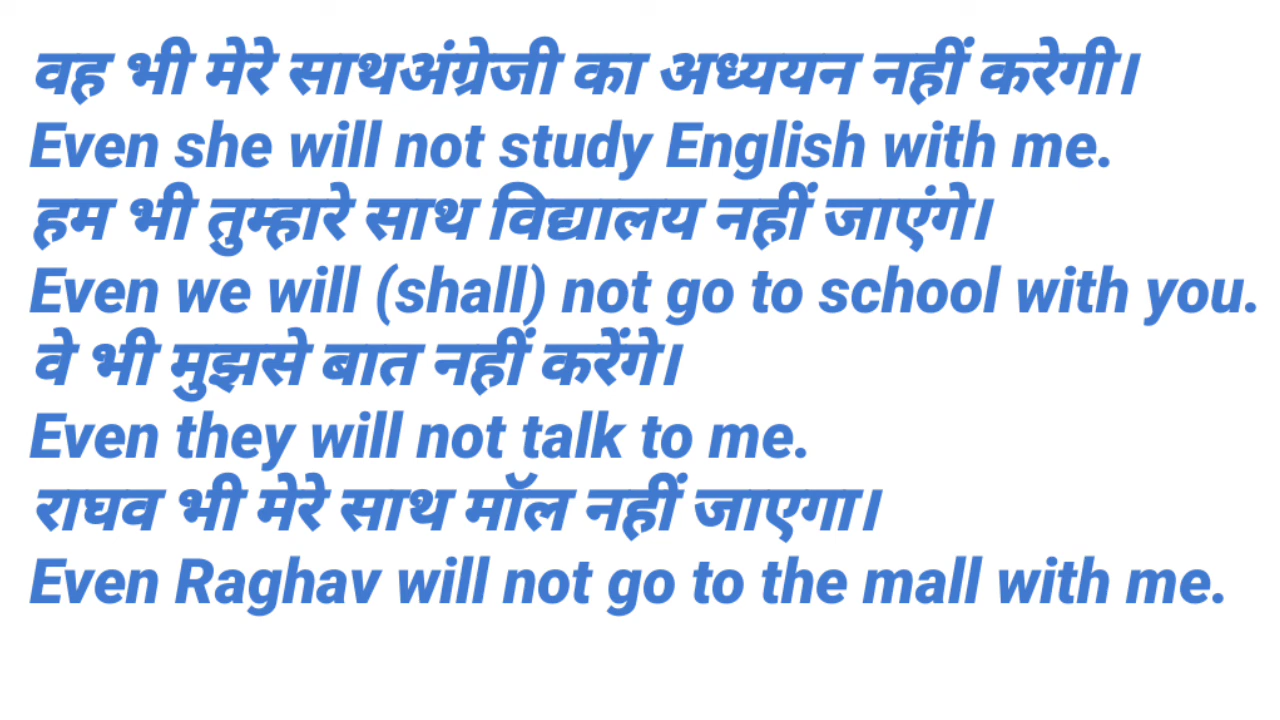 वह भी मेरे साथअंग्रेजी का अध्ययन नहीं करेगी।
Even she will not study English with me.
हम भी तुम्हारे साथ विद्यालय नहीं जाएंगे।
Even we will (shall) not go to school with you.
वे भी मुझसे बात नहीं करेंगे।
Even they will not talk to me.
राघव भी मेरे साथ मॉल नहीं जाएगा।
Even Raghav will not go to the mall with me.